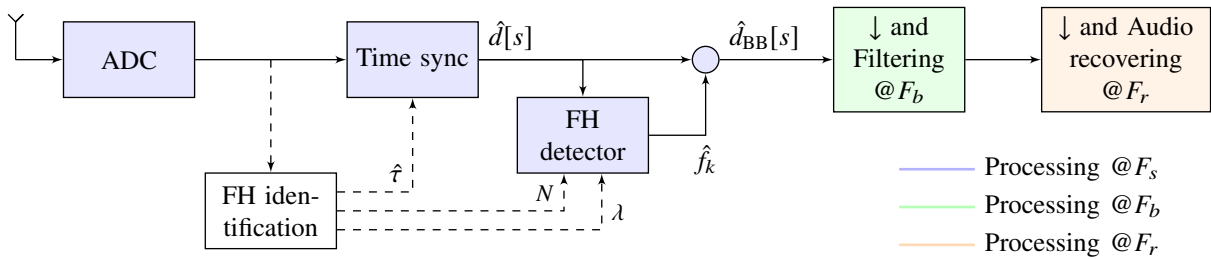 ADC
Time sync
d̂[s]
d̂_BB[s]
↓ and
Filtering
@F_b
↓ and Audio
recovering
@F_r
FH
detector
f̂_k
τ̂
N
λ
FH iden-
tification
Processing @F_s
Processing @F_b
Processing @F_r